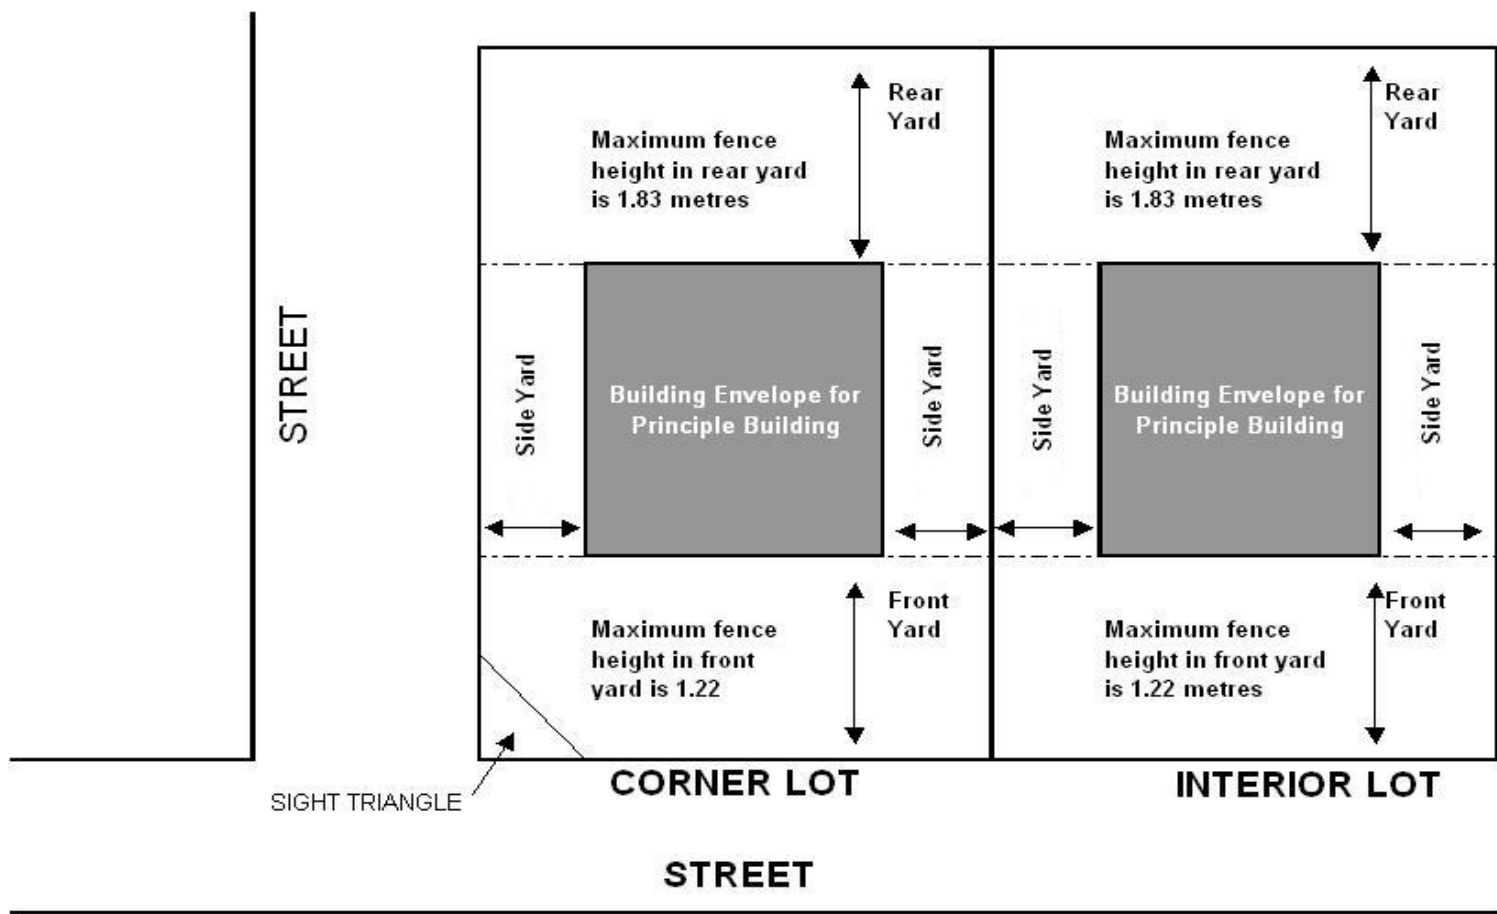 Rear
Yard
Maximum fence
height in rear yard
is 1.83 metres
Rear
Yard
Maximum fence
height in rear yard
is 1.83 metres
STREET
Side Yard
Building Envelope for
Principle Building
Side Yard
Side Yard
Building Envelope for
Principle Building
Side Yard
Front
Yard
Maximum fence
height in front
yard is 1.22
Front
Yard
Maximum fence
height in front yard
is 1.22 metres
SIGHT TRIANGLE
CORNER LOT
INTERIOR LOT
STREET